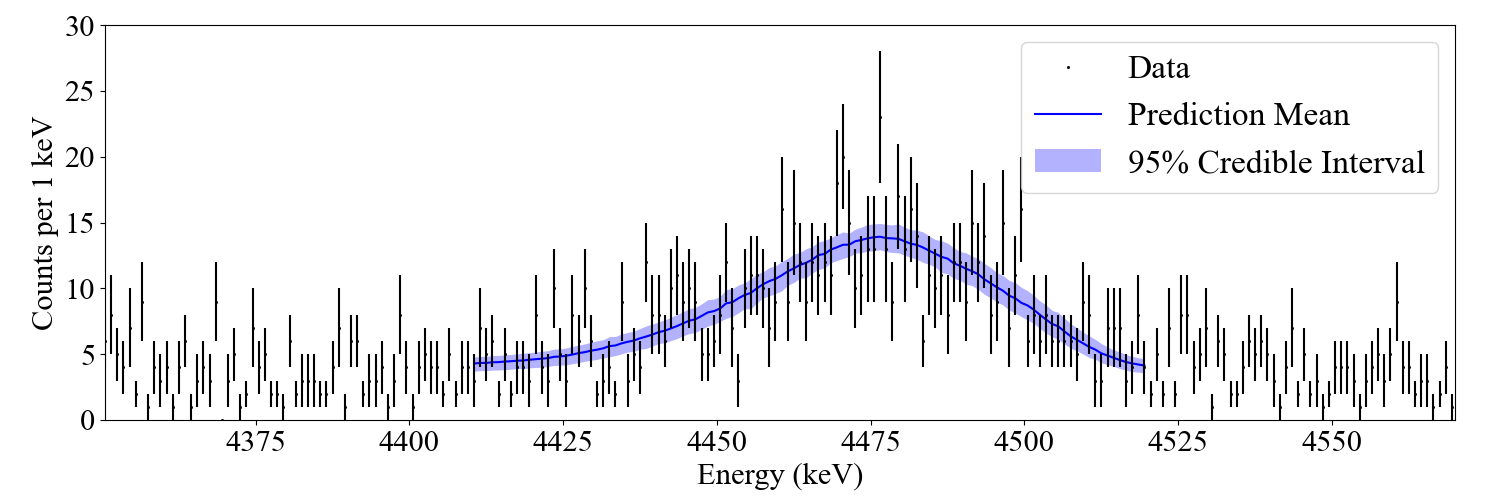 30
25
20
15
10
5
0
Counts per 1 keV
Data
Prediction Mean
95% Credible Interval
4375 4400 4425 4450 4475 4500 4525 4550
Energy (keV)